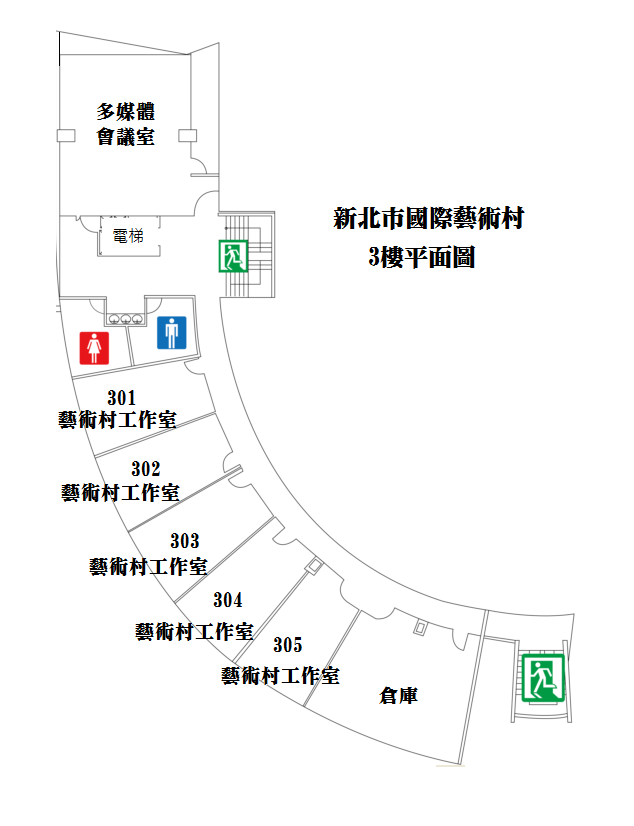 多媒體
會議室
新北市國際藝術村
3樓平面圖
電梯
301
藝術村工作室
302
藝術村工作室
303
藝術村工作室
304
藝術村工作室
305
藝術村工作室
倉庫